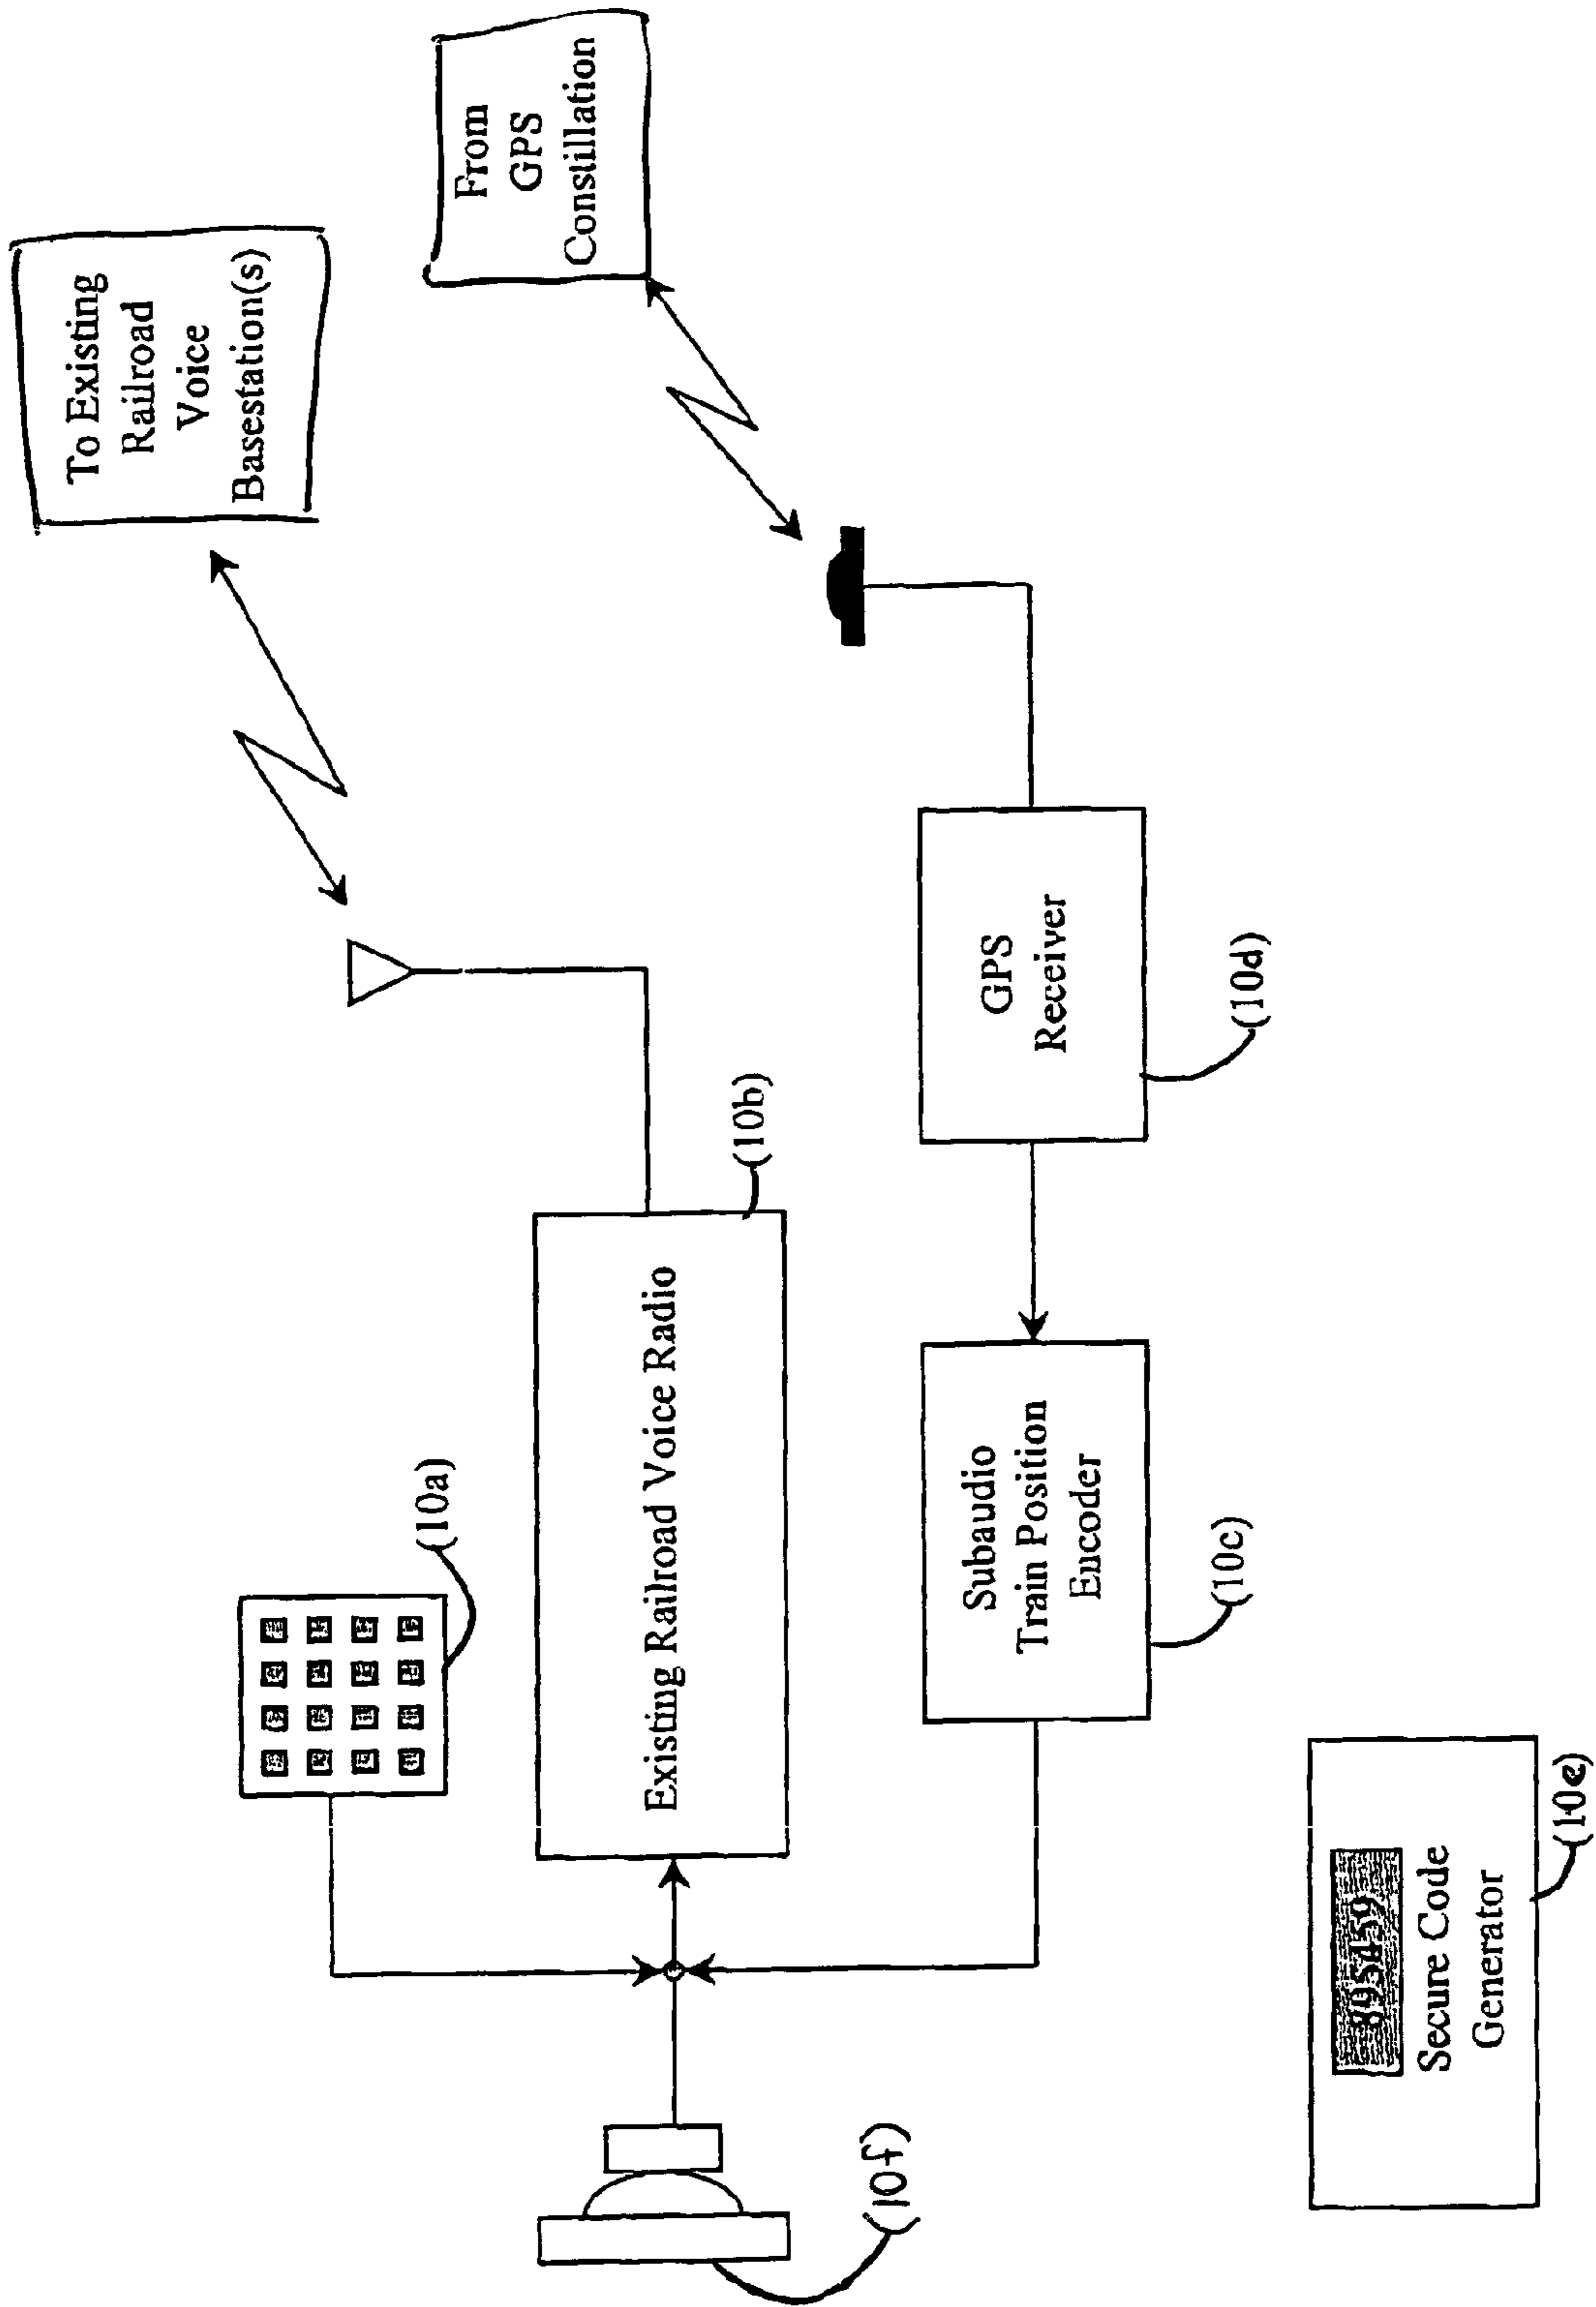 To Existing
Railroad
Voice
Basestation(s)
From
GPS
Constillation
(10a)
Existing Railroad Voice Radio
(10b)
(10f)
Subaudio
Train Position
Encoder
(10c)
GPS
Receiver
(10d)
895459
Secure Code
Generator
(10e)